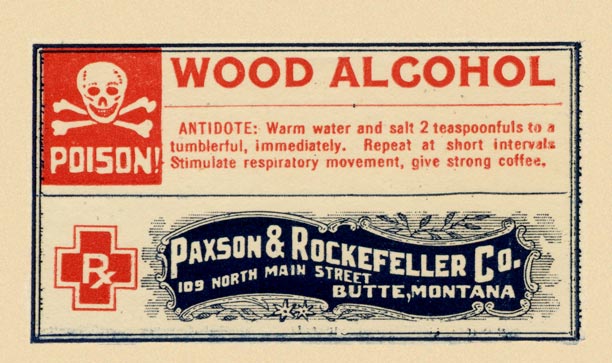 WOOD ALCOHOL
POISON!
ANTIDOTE: Warm water and salt 2 teaspoonfuls to a
tumblerful, immediately. Repeat at short intervals
Stimulate respiratory movement, give strong coffee.
Rx
PAXSON & ROCKEFELLER CO.
109 NORTH MAIN STREET
BUTTE, MONTANA